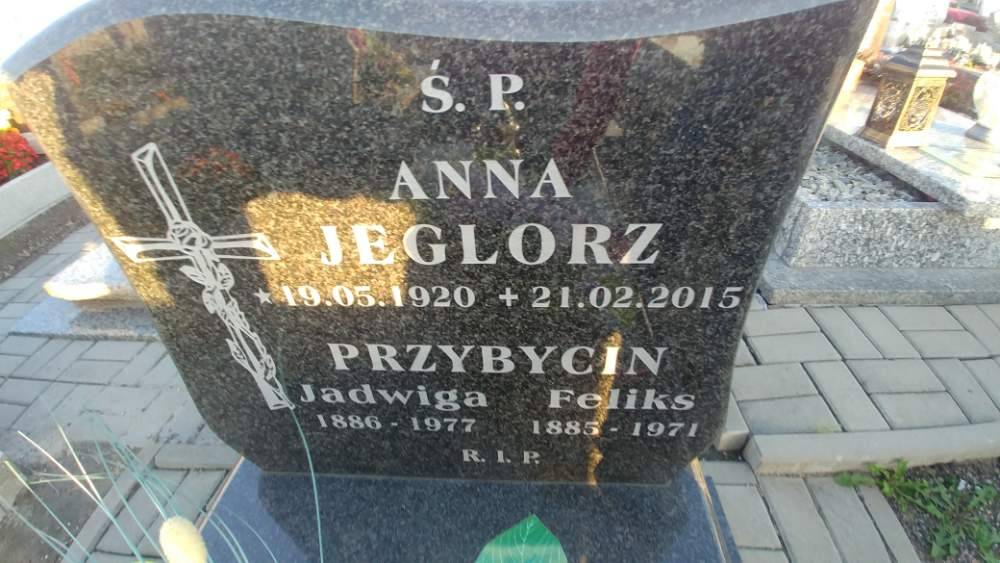 Ś. P.
ANNA
JEGLORZ
★19.05.1920 + 21.02.2015
PRZYBYCIN
Jadwiga Feliks
1886 - 1977 1885 - 1971
R. I. P.